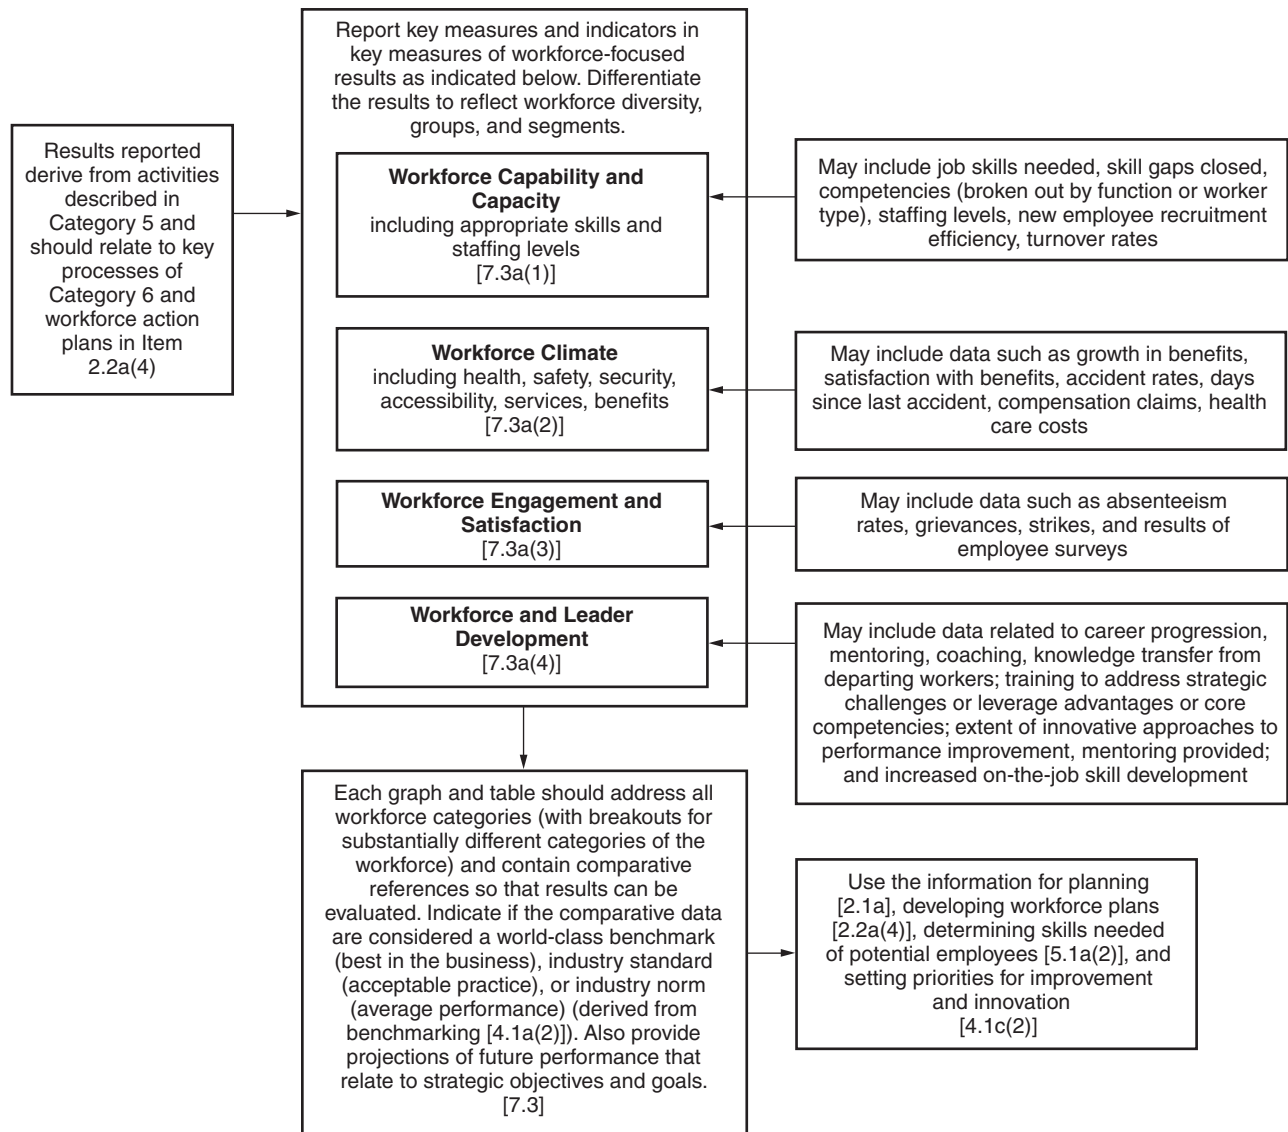 Report key measures and indicators in
key measures of workforce-focused
results as indicated below. Differentiate
the results to reflect workforce diversity,
groups, and segments.
Results reported
derive from activities
described in
Category 5 and
should relate to key
processes of
Category 6 and
workforce action
plans in Item
2.2a(4)
Workforce Capability and
Capacity
including appropriate skills and
staffing levels
[7.3a(1)]
May include job skills needed, skill gaps closed,
competencies (broken out by function or worker
type), staffing levels, new employee recruitment
efficiency, turnover rates
Workforce Climate
including health, safety, security,
accessibility, services, benefits
[7.3a(2)]
May include data such as growth in benefits,
satisfaction with benefits, accident rates, days
since last accident, compensation claims, health
care costs
Workforce Engagement and
Satisfaction
[7.3a(3)]
May include data such as absenteeism
rates, grievances, strikes, and results of
employee surveys
Workforce and Leader
Development
[7.3a(4)]
May include data related to career progression,
mentoring, coaching, knowledge transfer from
departing workers; training to address strategic
challenges or leverage advantages or core
competencies; extent of innovative approaches to
performance improvement, mentoring provided;
and increased on-the-job skill development
Each graph and table should address all
workforce categories (with breakouts for
substantially different categories of the
workforce) and contain comparative
references so that results can be
evaluated. Indicate if the comparative data
are considered a world-class benchmark
(best in the business), industry standard
(acceptable practice), or industry norm
(average performance) (derived from
benchmarking [4.1a(2)]). Also provide
projections of future performance that
relate to strategic objectives and goals.
[7.3]
Use the information for planning
[2.1a], developing workforce plans
[2.2a(4)], determining skills needed
of potential employees [5.1a(2)], and
setting priorities for improvement
and innovation
[4.1c(2)]